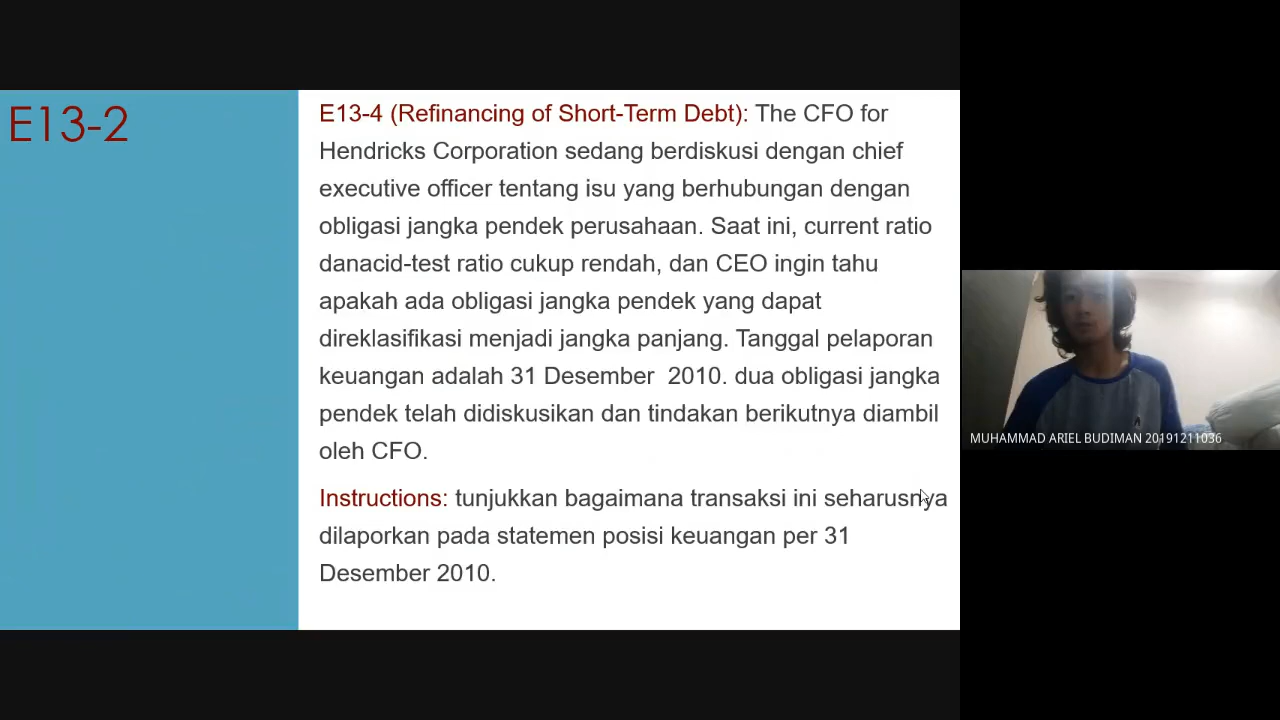 E13-2
E13-4 (Refinancing of Short-Term Debt): The CFO for
Hendricks Corporation sedang berdiskusi dengan chief
executive officer tentang isu yang berhubungan dengan
obligasi jangka pendek perusahaan. Saat ini, current ratio
danacid-test ratio cukup rendah, dan CEO ingin tahu
apakah ada obligasi jangka pendek yang dapat
direklasifikasi menjadi jangka panjang. Tanggal pelaporan
keuangan adalah 31 Desember  2010. dua obligasi jangka
pendek telah didiskusikan dan tindakan berikutnya diambil
oleh CFO.
Instructions: tunjukkan bagaimana transaksi ini seharusnya
dilaporkan pada statemen posisi keuangan per 31
Desember 2010.
MUHAMMAD ARIEL BUDIMAN 20191211036